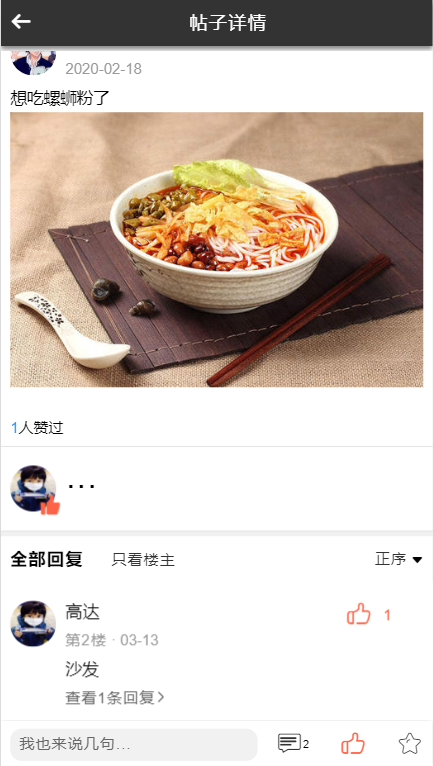 帖子详情
2020-02-18
想吃螺蛳粉了
1人赞过
...
全部回复 只看楼主 正序
高达 1
第2楼 · 03-13
沙发
查看1条回复
我也来说几句... 2